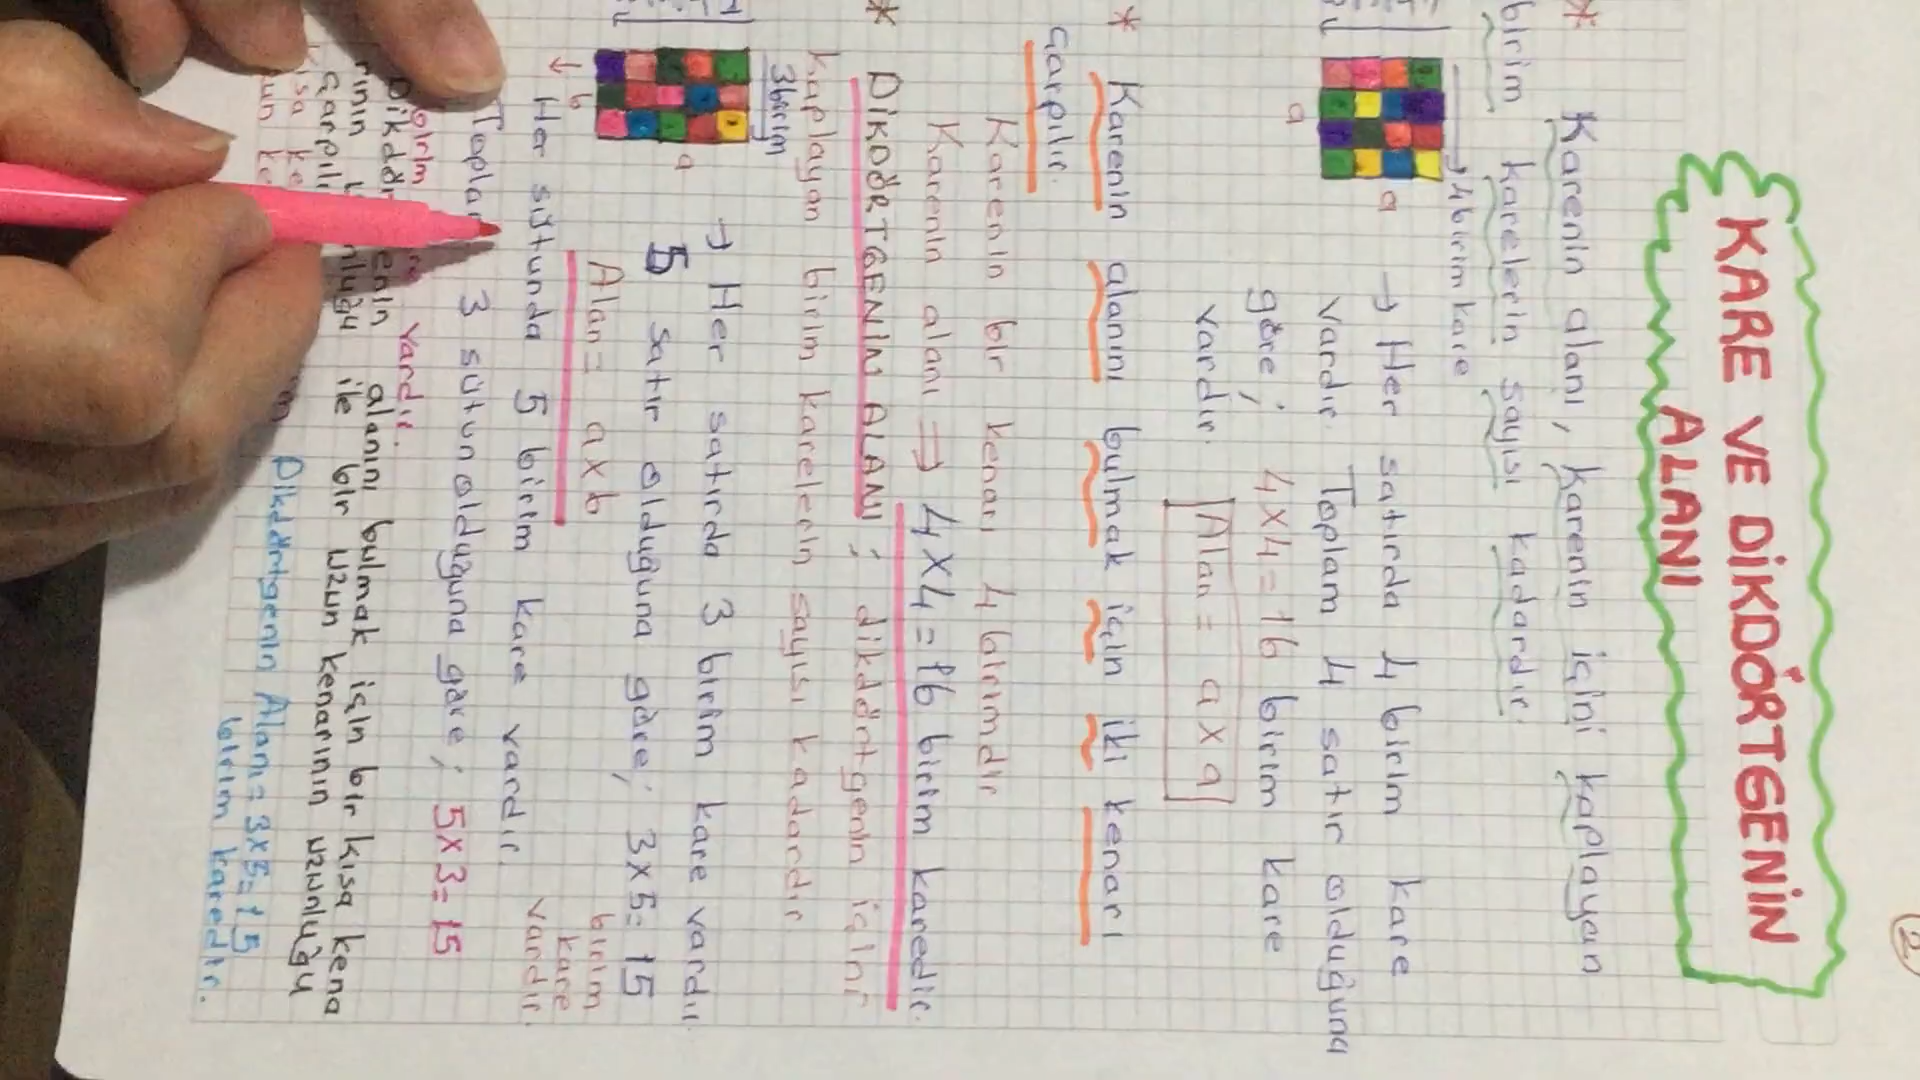 2
KARE VE DİKDÖRTGENİN
ALANI
* Karenin alanı, karenin içini kaplayan
birim karelerin sayısı kadardır.
4 birim kare
a
a
→ Her satırda 4 birim kare
vardır. Toplam 4 satır olduğuna
göre; 4x4=16 birim kare
vardır.
Alan = a x a
* Karenin alanını bulmak için iki kenarı
çarpılır.
Karenin bir kenarı 4 birimdir
Karenin alanı ⇒ 4x4=16 birim karedir.
* DİKDÖRTGENİN ALANI; dikdörtgenin içini
kaplayan birim karelerin sayısı kadardır
3 birim
a
b
→ Her satırda 3 birim kare vardır.
5 satır olduğuna göre; 3x5=15
birim
kare
vardır.
Alan = a x b
Her sütunda 5 birim kare vardır.
3 sütun olduğuna göre; 5x3=15
vardır.
alanını bulmak için bir kısa kena
rının
ile bir uzun kenarının uzunluğu
Dikdörtgenin Alanı = 3x5=15
birim karedir.